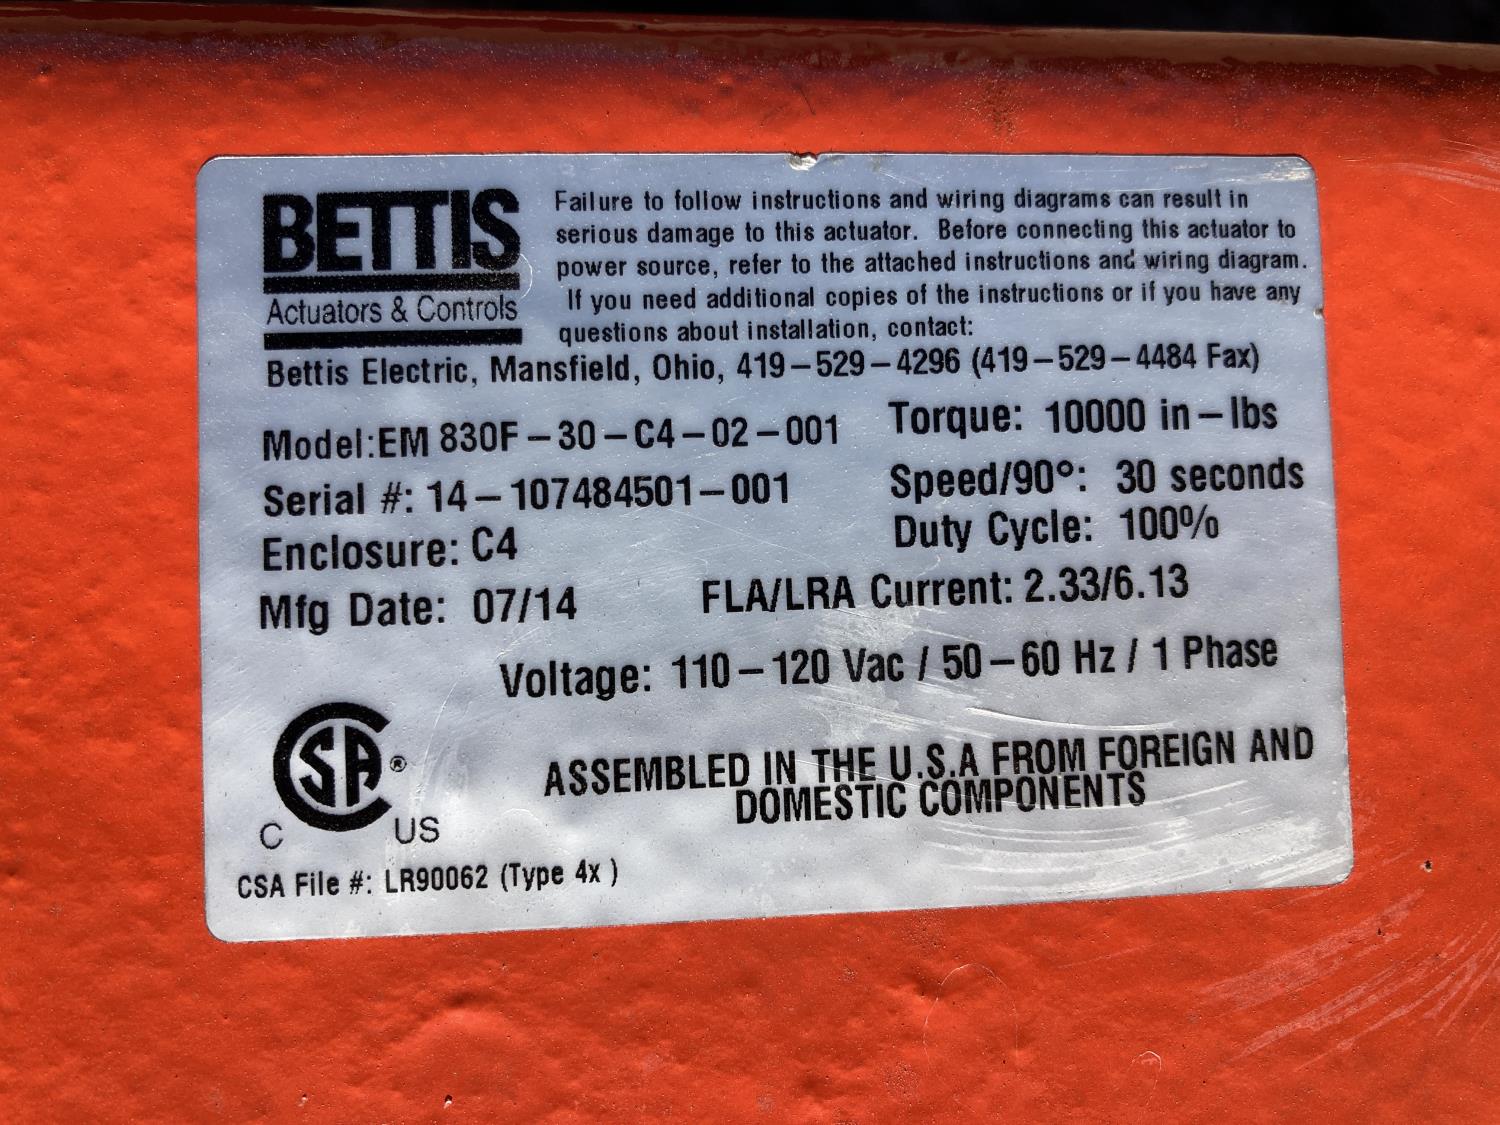 BETTIS
Actuators & Controls
Failure to follow instructions and wiring diagrams can result in
serious damage to this actuator. Before connecting this actuator to
power source, refer to the attached instructions and wiring diagram.
If you need additional copies of the instructions or if you have any
questions about installation, contact:
Bettis Electric, Mansfield, Ohio, 419-529-4296 (419-529-4484 Fax)
Model:EM 830F-30-C4-02-001
Torque: 10000 in-lbs
Serial #: 14-107484501-001
Speed/90°: 30 seconds
Enclosure: C4
Duty Cycle: 100%
Mfg Date: 07/14
FLA/LRA Current: 2.33/6.13
Voltage: 110-120 Vac / 50-60 Hz / 1 Phase
C SA ® US
ASSEMBLED IN THE U.S.A FROM FOREIGN AND
DOMESTIC COMPONENTS
CSA File #: LR90062 (Type 4x )